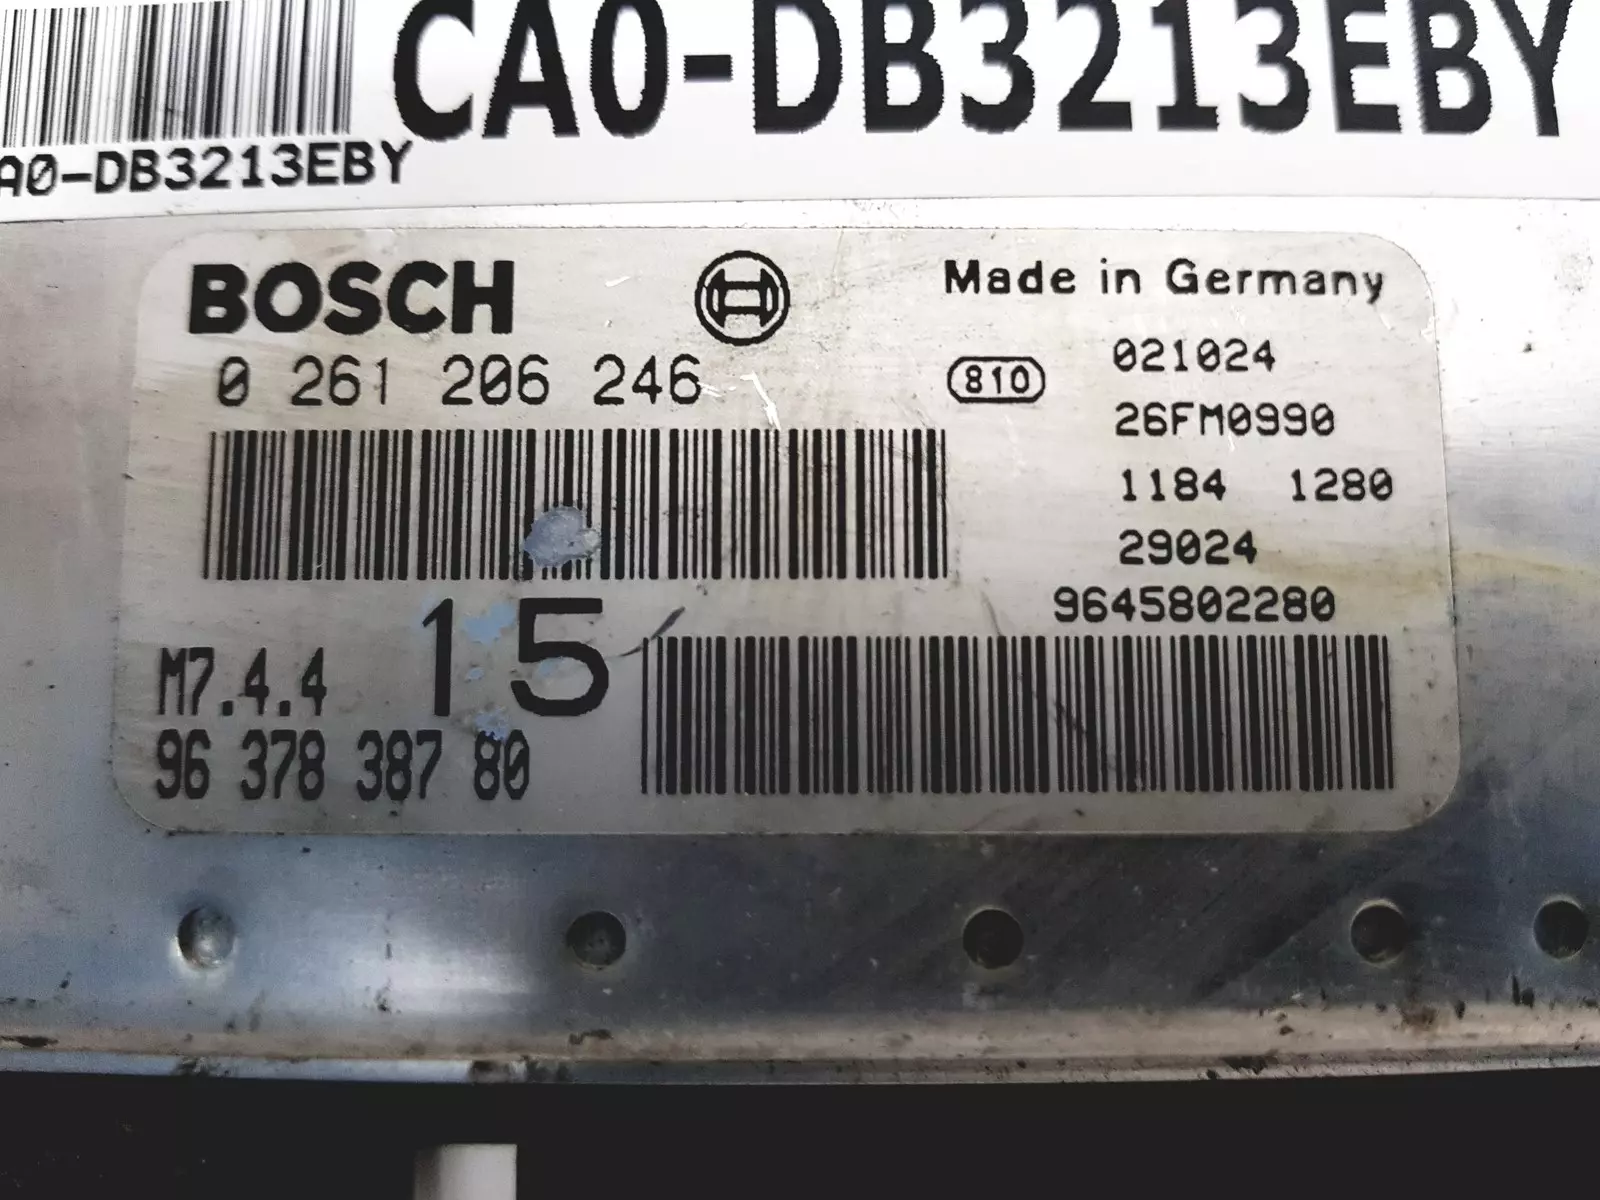 CA0-DB3213EBY
A0-DB3213EBY
BOSCH
Made in Germany
0 261 206 246
810
021024
26FM0990
1184 1280
29024
9645802280
M7.4.4
15
96 378 387 80